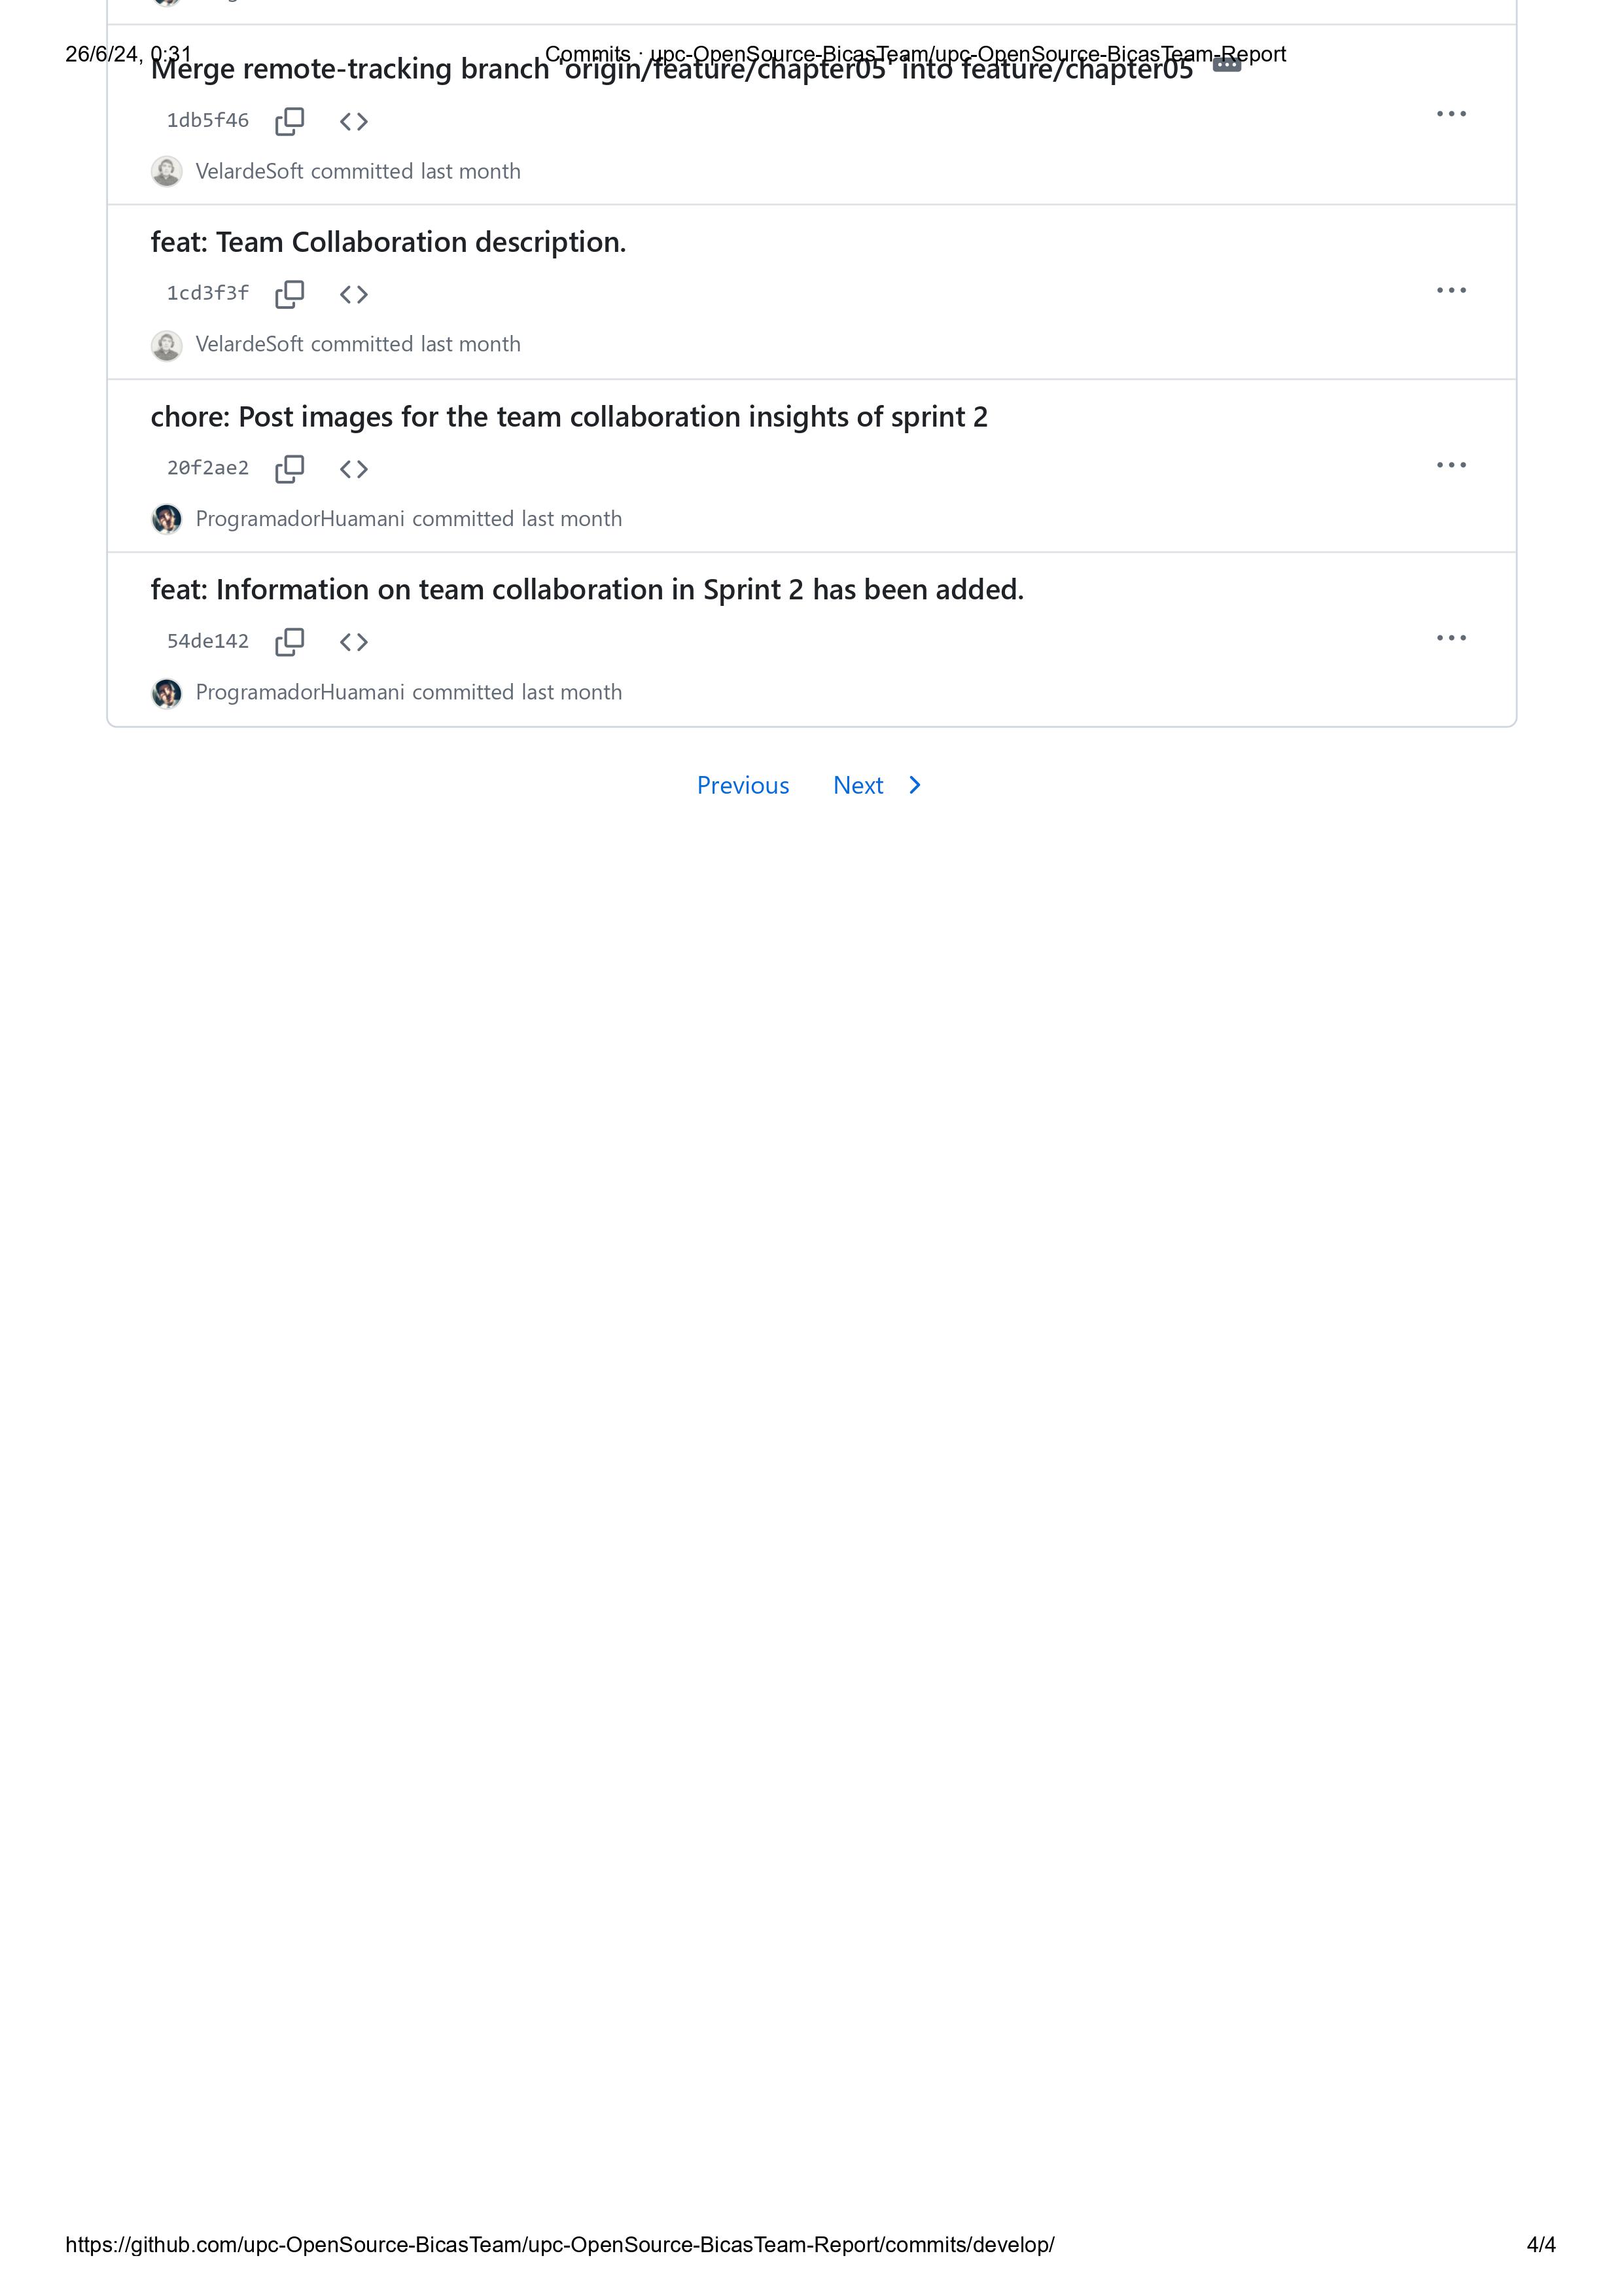 26/6/24, 0:31
Commits · upc-OpenSource-BicasTeam/upc-OpenSource-BicasTeam-Report
Merge remote-tracking branch 'origin/feature/chapter05' into feature/chapter05
1db5f46
VelardeSoft committed last month
feat: Team Collaboration description.
1cd3f3f
VelardeSoft committed last month
chore: Post images for the team collaboration insights of sprint 2
20f2ae2
ProgramadorHuamani committed last month
feat: Information on team collaboration in Sprint 2 has been added.
54de142
ProgramadorHuamani committed last month
Previous Next
https://github.com/upc-OpenSource-BicasTeam/upc-OpenSource-BicasTeam-Report/commits/develop/ 4/4